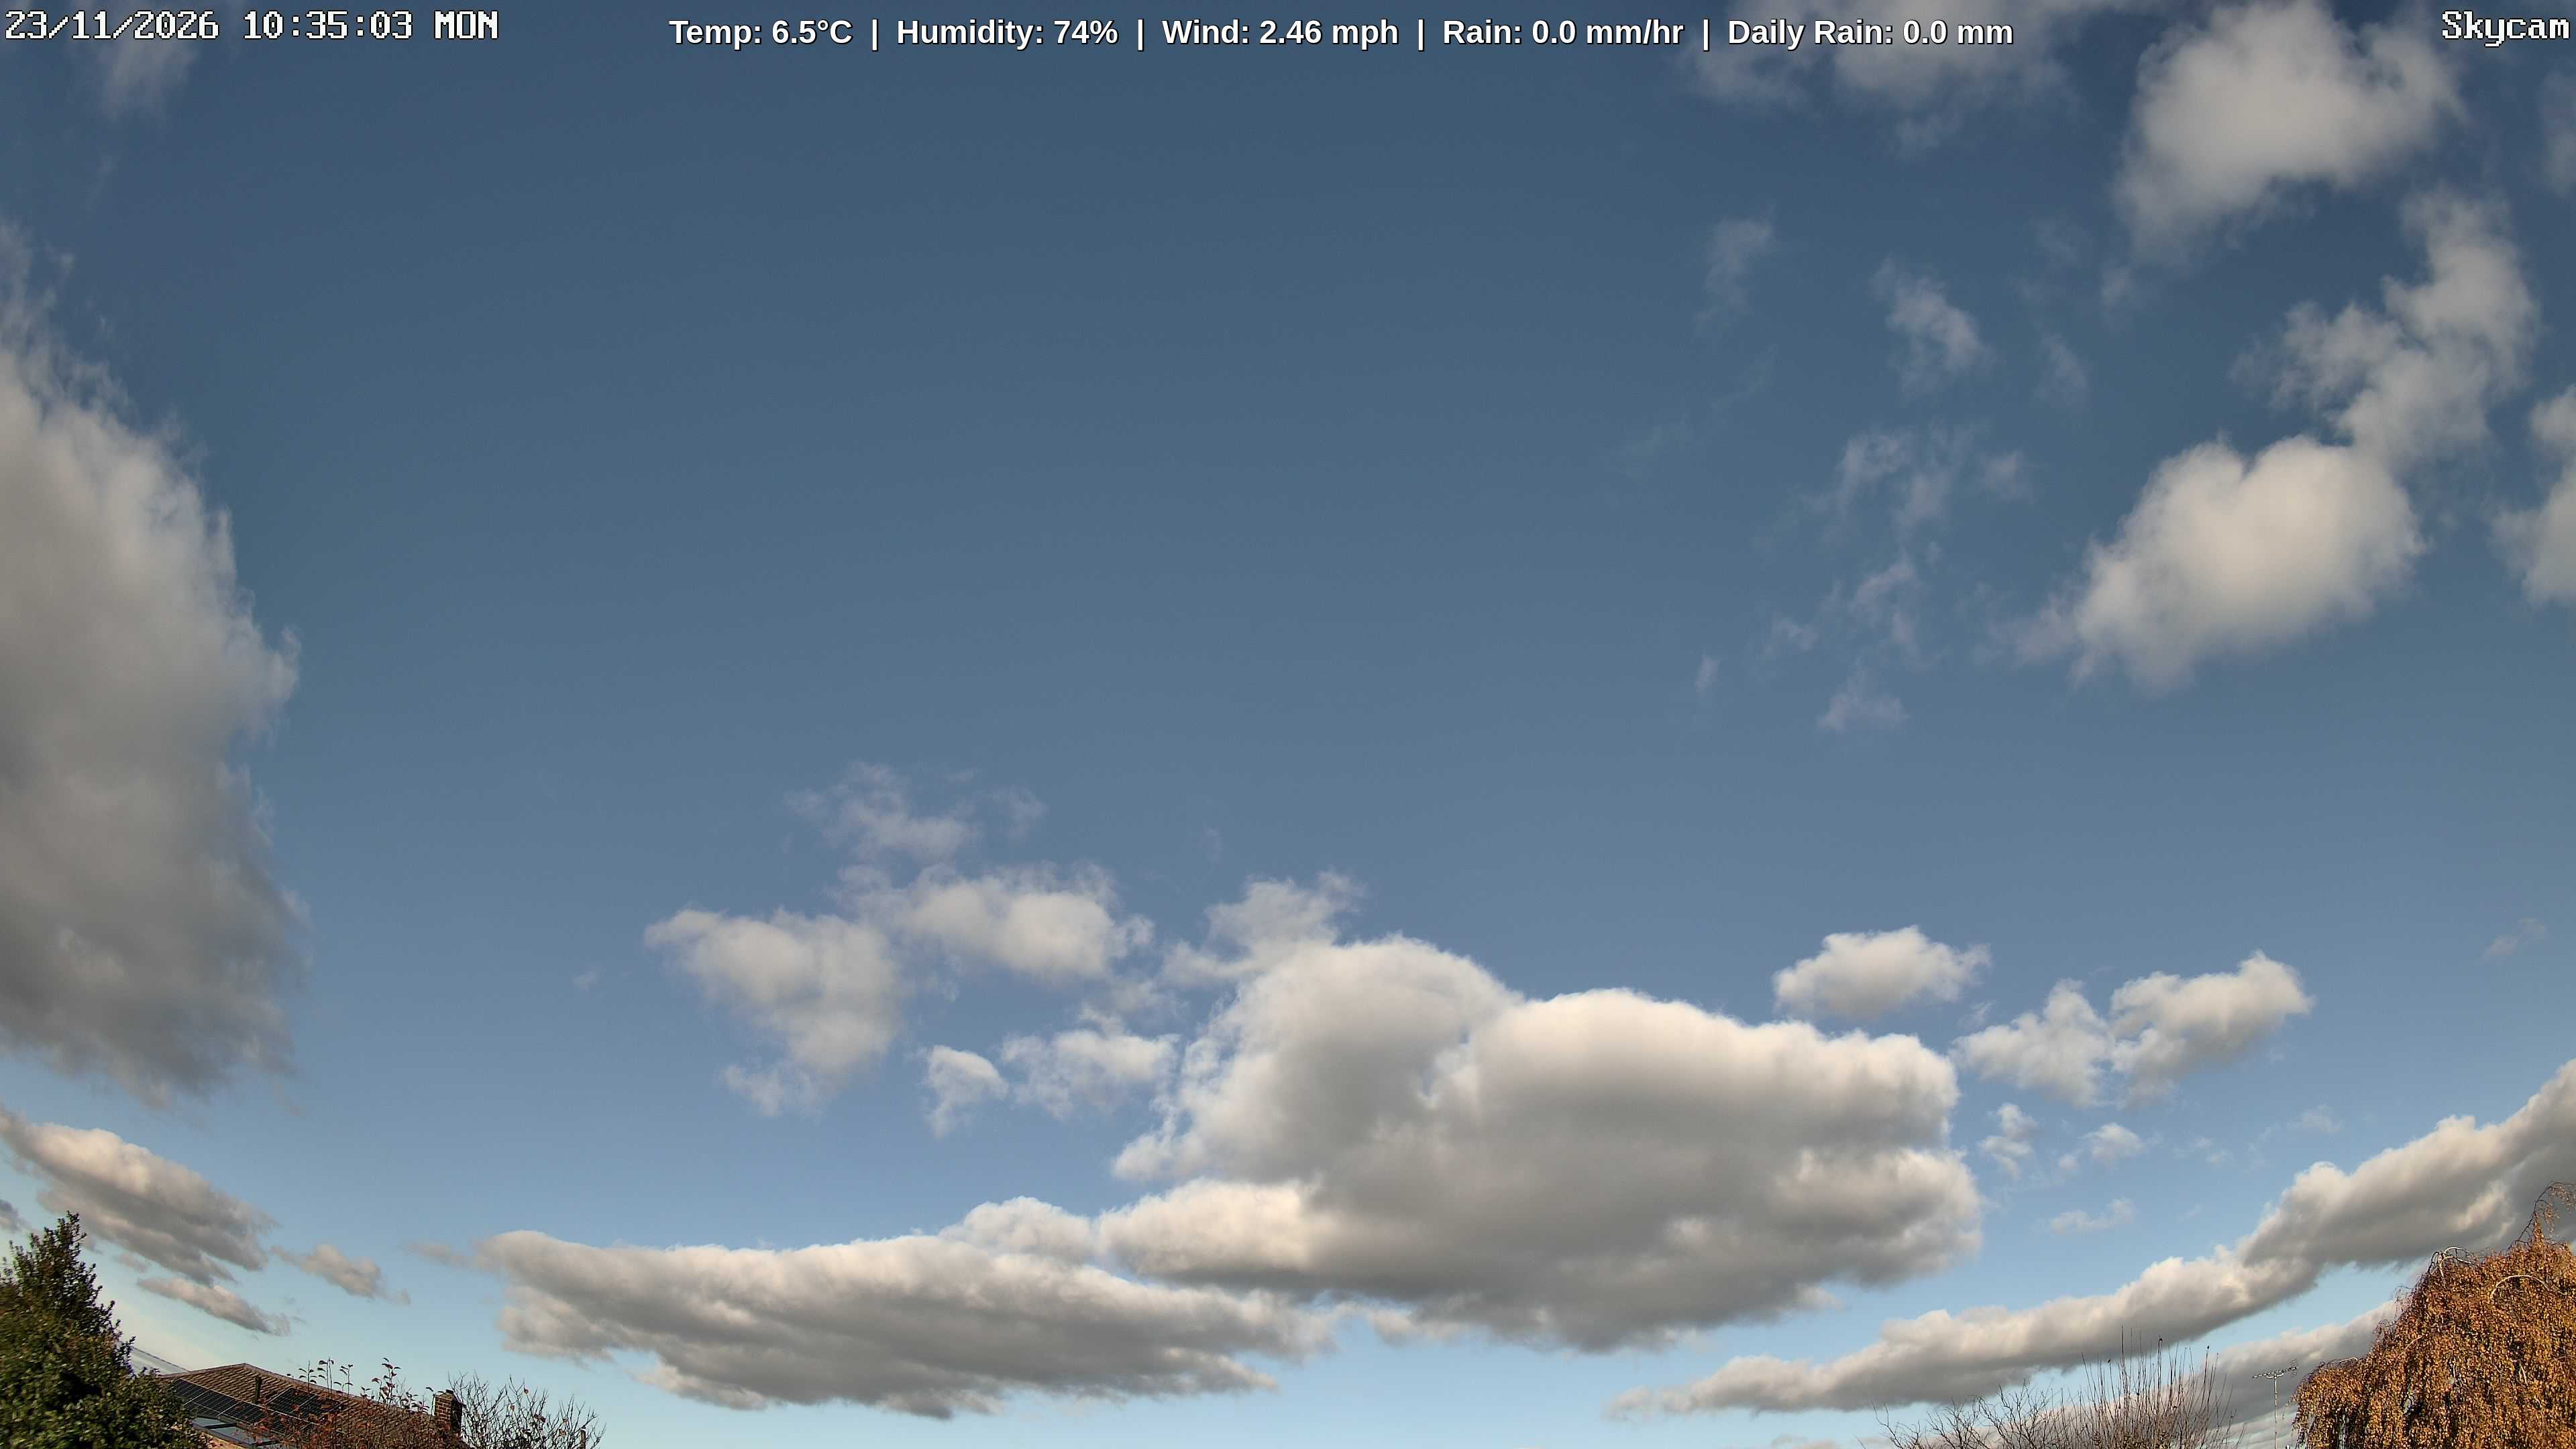 23/11/2026 10:35:03 MON
Temp: 6.5°C | Humidity: 74% | Wind: 2.46 mph | Rain: 0.0 mm/hr | Daily Rain: 0.0 mm
Skycam